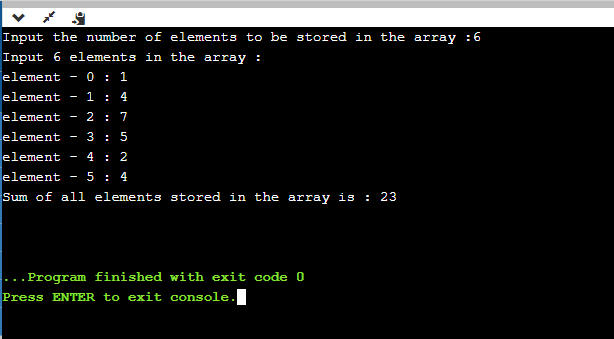 Input the number of elements to be stored in the array :6
Input 6 elements in the array :
element - 0 : 1
element - 1 : 4
element - 2 : 7
element - 3 : 5
element - 4 : 2
element - 5 : 4
Sum of all elements stored in the array is : 23
...Program finished with exit code 0
Press ENTER to exit console.